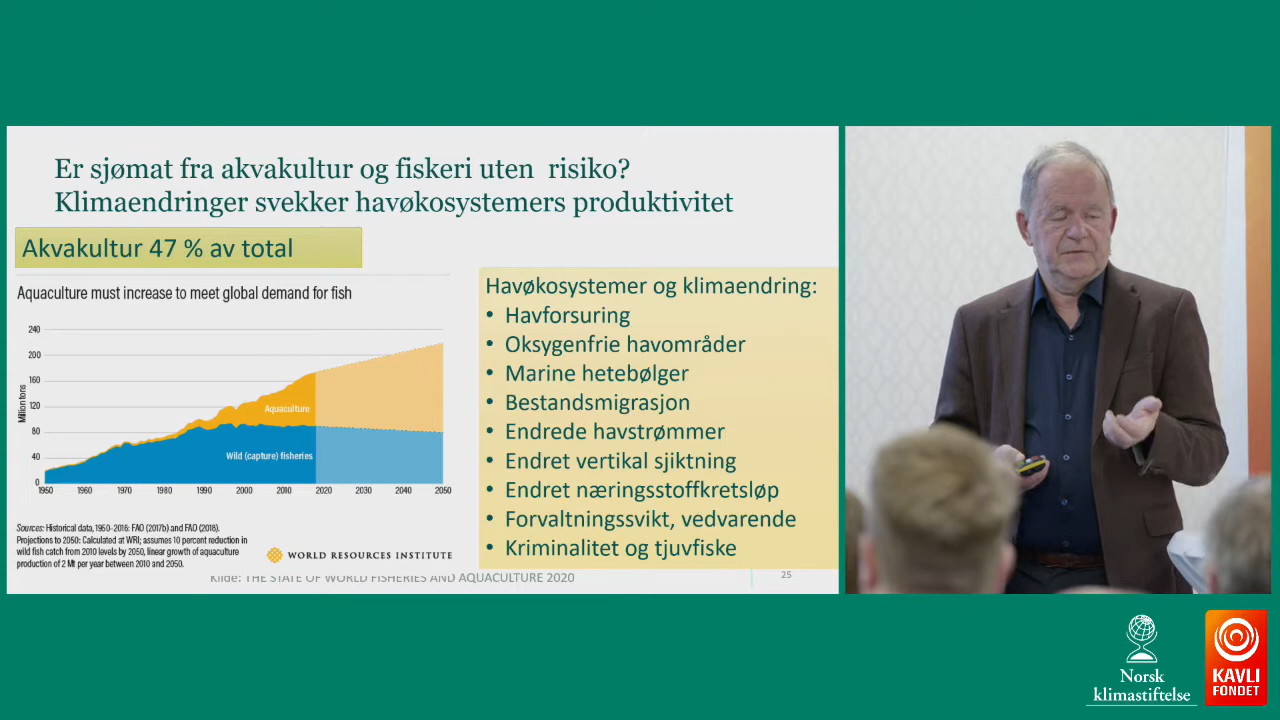 Er sjømat fra akvakultur og fiskeri uten risiko?
Klimaendringer svekker havøkosystemers produktivitet
Akvakultur 47 % av total
Aquaculture must increase to meet global demand for fish
240
200
160
120
80
40
0
Million tons
Aquaculture
Wild (capture) fisheries
1950 1960 1970 1980 1990 2000 2010 2020 2030 2040 2050
Sources: Historical data, 1950-2016: FAO (2017b) and FAO (2018).
Projections to 2050: Calculated at WRI; assumes 10 percent reduction in
wild fish catch from 2010 levels by 2050, linear growth of aquaculture
production of 2 Mt per year between 2010 and 2050.
WORLD RESOURCES INSTITUTE
Kilde: THE STATE OF WORLD FISHERIES AND AQUACULTURE 2020
Havøkosystemer og klimaendring:
• Havforsuring
• Oksygenfrie havområder
• Marine hetebølger
• Bestandsmigrasjon
• Endrede havstrømmer
• Endret vertikal sjiktning
• Endret næringsstoffkretsløp
• Forvaltningssvikt, vedvarende
• Kriminalitet og tjuvfiske
25
Norsk
klimastiftelse
KAVLI
FONDET